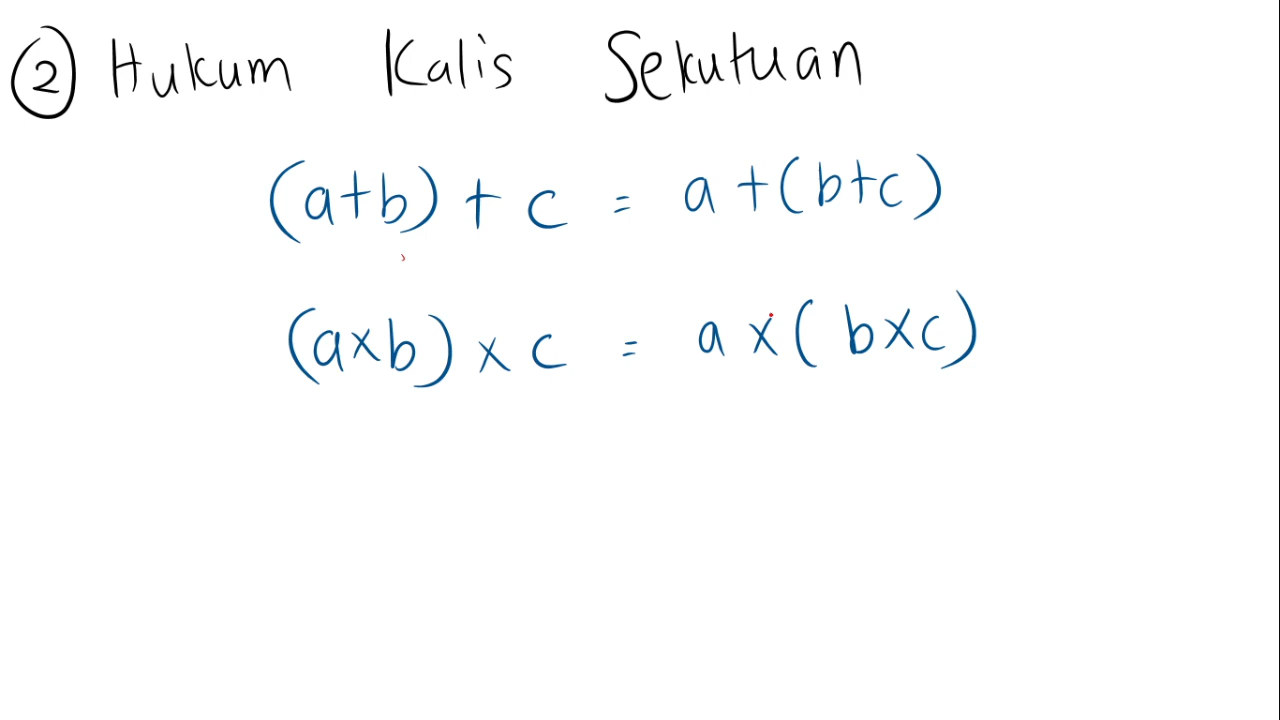 ② Hukum Kalis Sekutuan
(a+b) + c = a + (b+c)
(a×b) × c = a × (b×c)